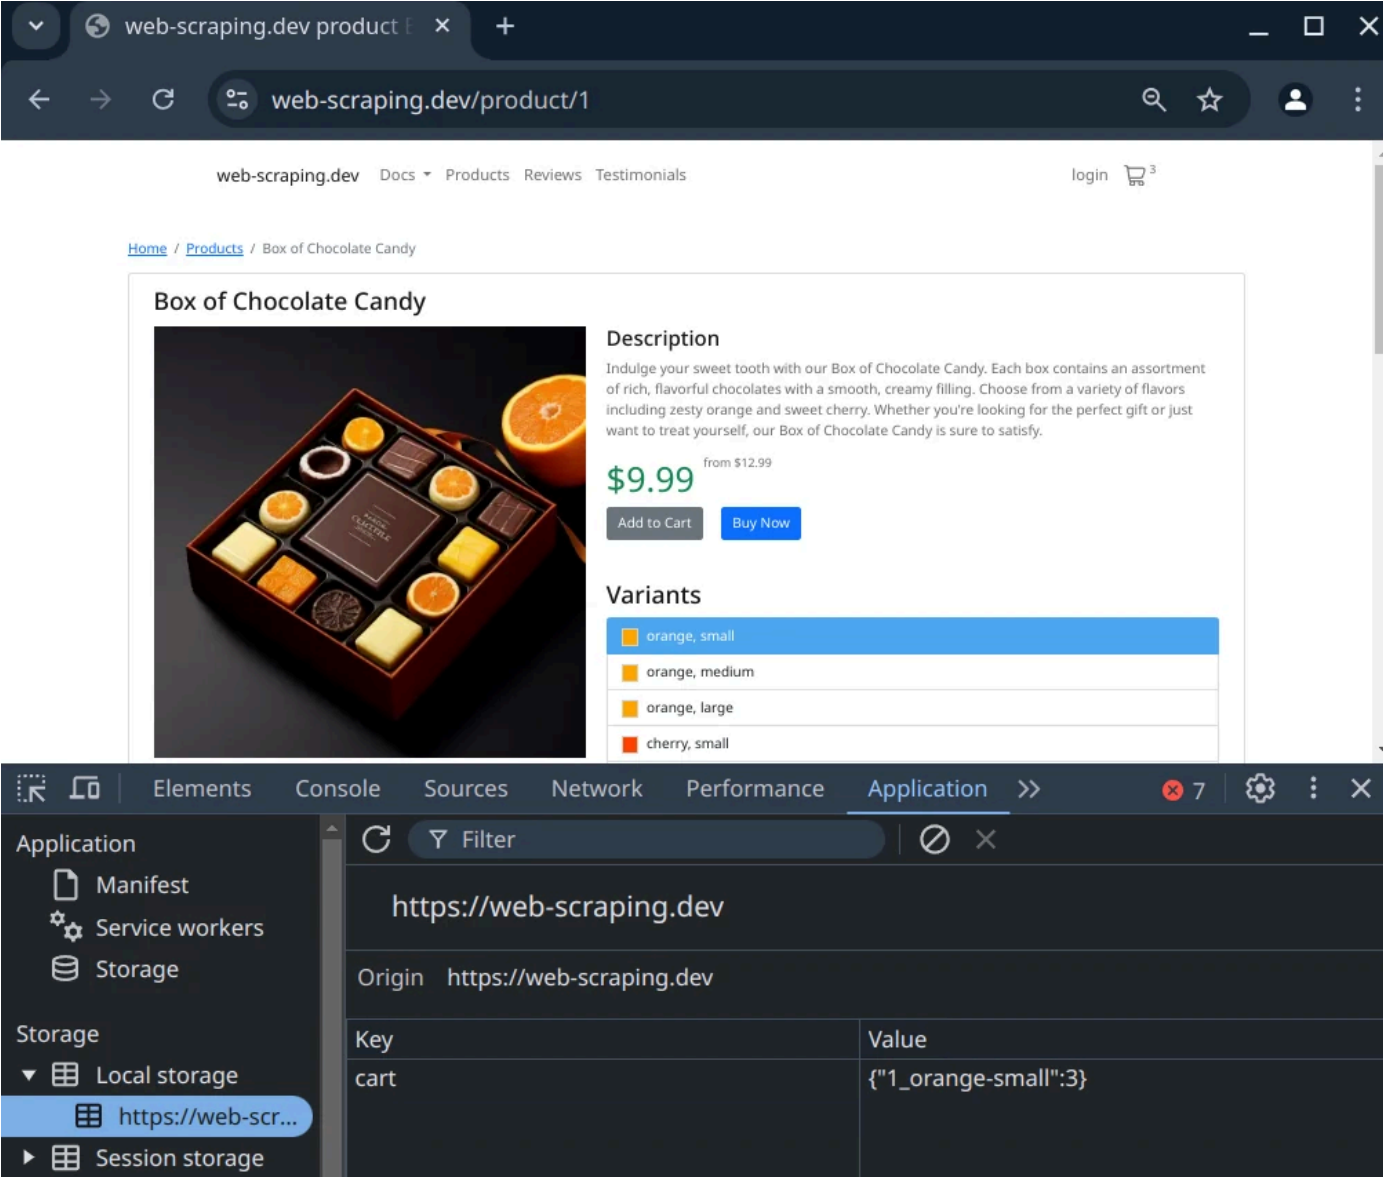 web-scraping.dev product
web-scraping.dev/product/1
web-scraping.dev Docs Products Reviews Testimonials login 3
Home / Products / Box of Chocolate Candy
Box of Chocolate Candy
Description
Indulge your sweet tooth with our Box of Chocolate Candy. Each box contains an assortment
of rich, flavorful chocolates with a smooth, creamy filling. Choose from a variety of flavors
including zesty orange and sweet cherry. Whether you're looking for the perfect gift or just
want to treat yourself, our Box of Chocolate Candy is sure to satisfy.
$9.99 from $12.99
Add to Cart Buy Now
Variants
orange, small
orange, medium
orange, large
cherry, small
Elements Console Sources Network Performance Application 7
Application
Manifest
Service workers
Storage
Storage
Local storage
https://web-scr...
Session storage
Filter
https://web-scraping.dev
Origin https://web-scraping.dev
Key Value
cart {"1_orange-small":3}